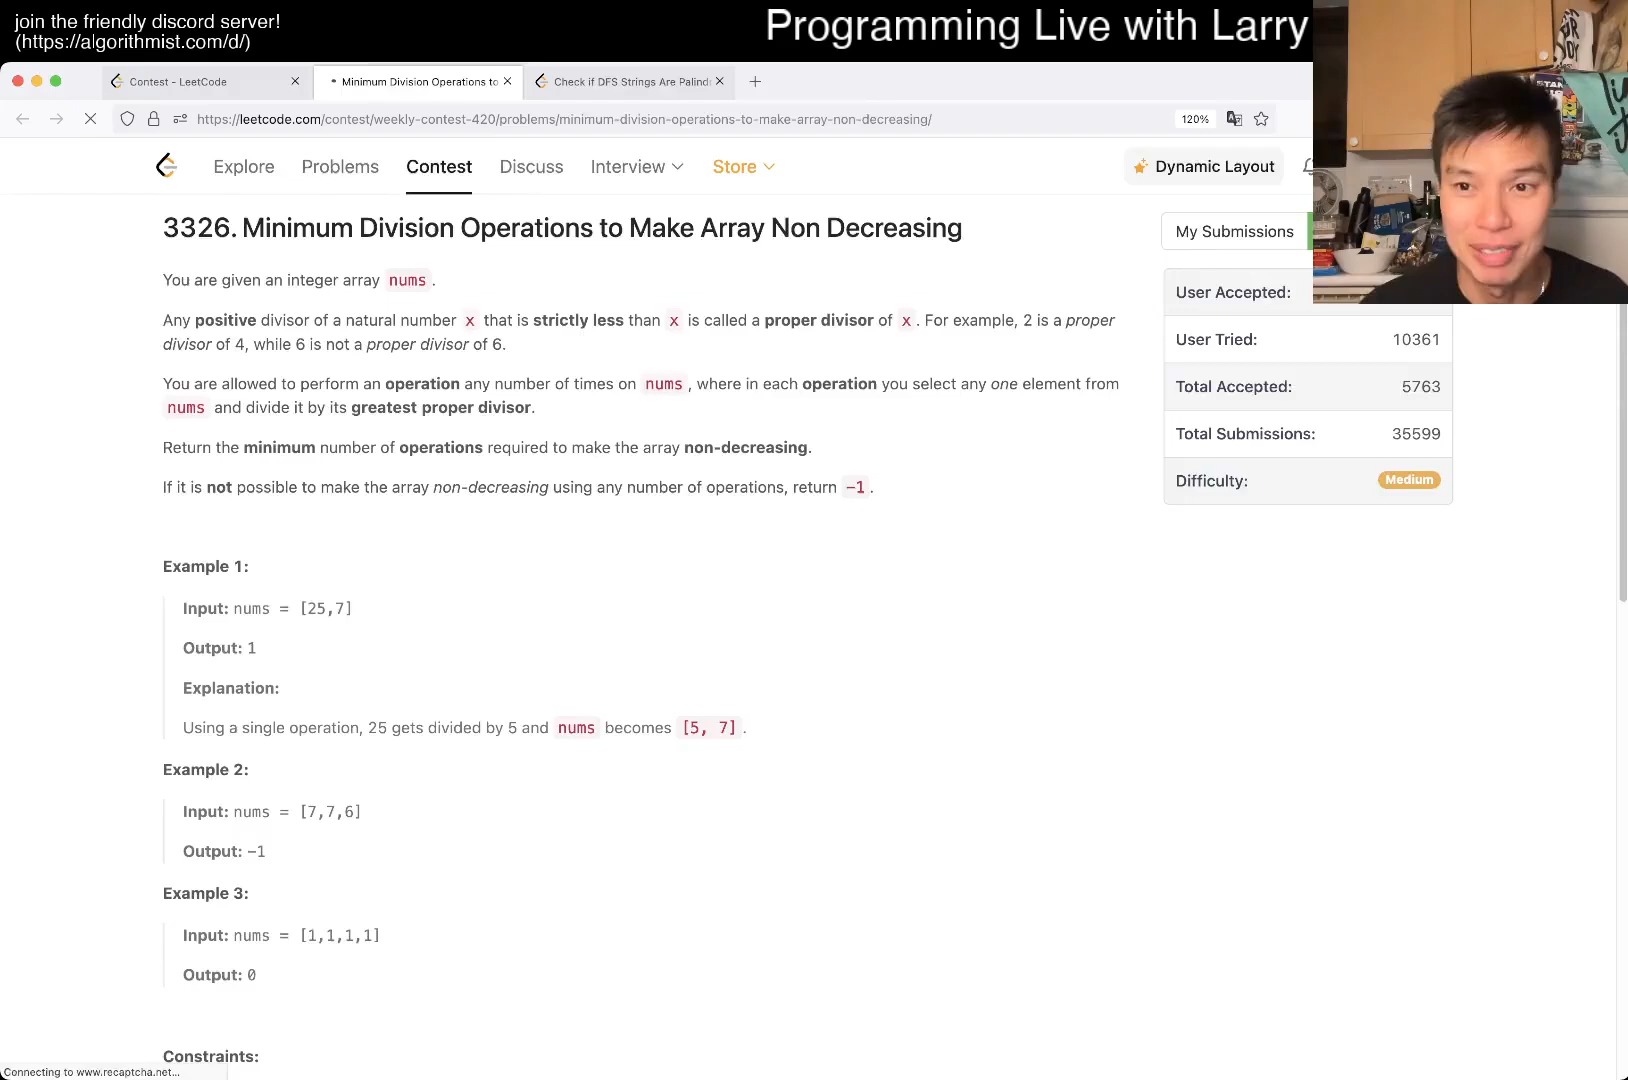 join the friendly discord server!
(https://algorithmist.com/d/)
Programming Live with Larry
Contest - LeetCode
Minimum Division Operations to
Check if DFS Strings Are Palind
https://leetcode.com/contest/weekly-contest-420/problems/minimum-division-operations-to-make-array-non-decreasing/
120%
Explore
Problems
Contest
Discuss
Interview
Store
Dynamic Layout
3326. Minimum Division Operations to Make Array Non Decreasing
You are given an integer array nums.
Any positive divisor of a natural number x that is strictly less than x is called a proper divisor of x. For example, 2 is a proper
divisor of 4, while 6 is not a proper divisor of 6.
You are allowed to perform an operation any number of times on nums, where in each operation you select any one element from
nums and divide it by its greatest proper divisor.
Return the minimum number of operations required to make the array non-decreasing.
If it is not possible to make the array non-decreasing using any number of operations, return -1.
Example 1:
Input: nums = [25,7]
Output: 1
Explanation:
Using a single operation, 25 gets divided by 5 and nums becomes [5, 7].
Example 2:
Input: nums = [7,7,6]
Output: -1
Example 3:
Input: nums = [1,1,1,1]
Output: 0
Constraints:
My Submissions
User Accepted:
User Tried: 10361
Total Accepted: 5763
Total Submissions: 35599
Difficulty: Medium
Connecting to www.recaptcha.net...